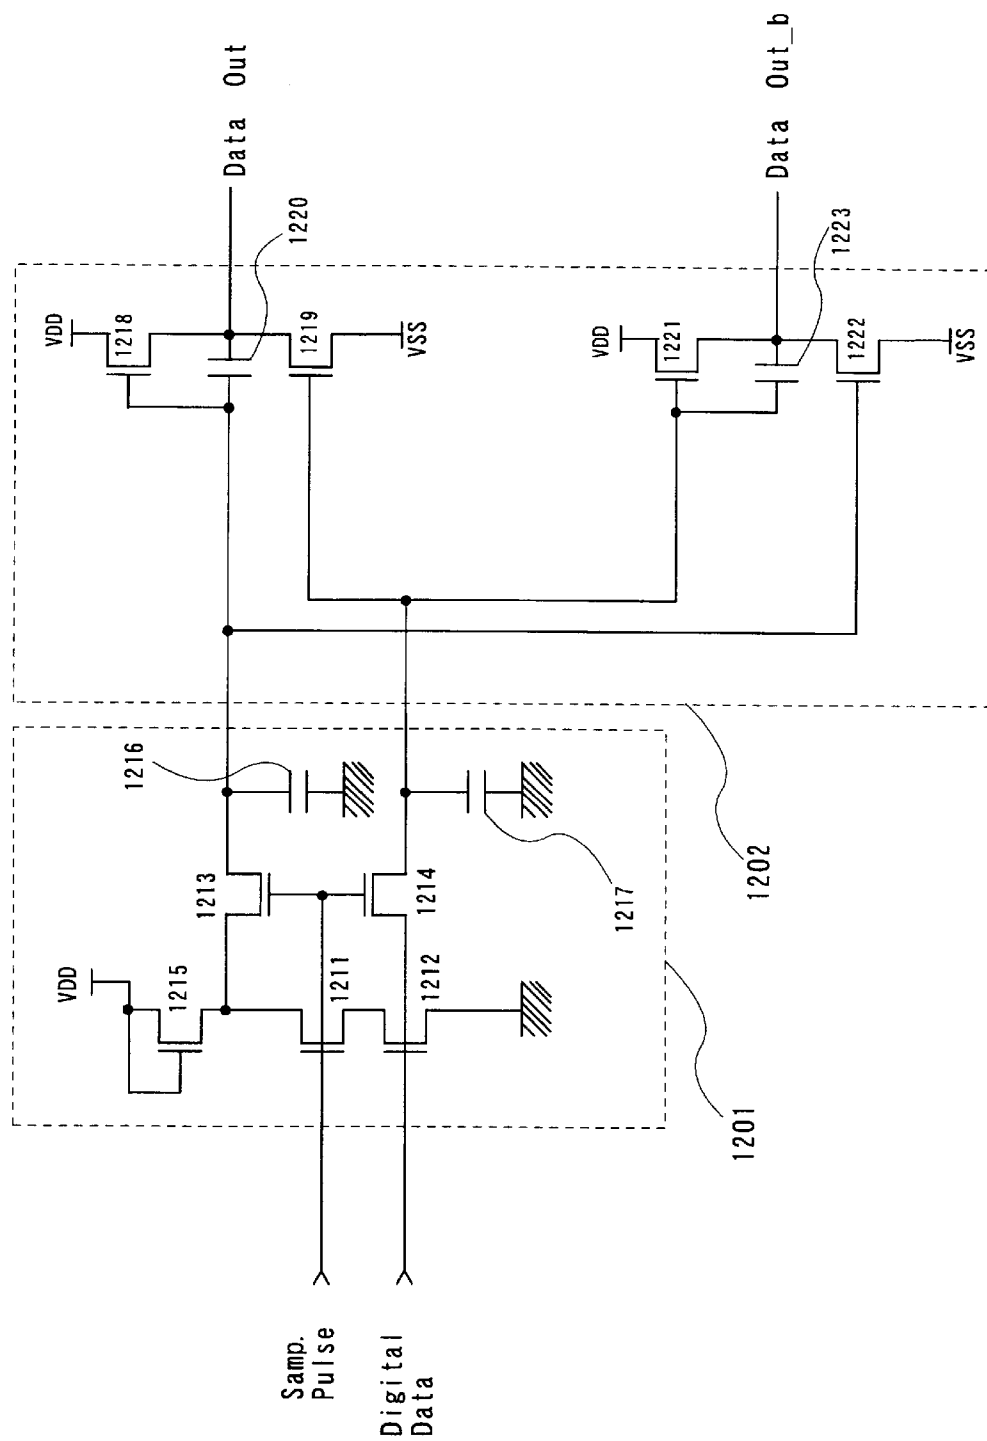 Samp.
Pulse
Digital
Data
VDD
1215
1211
1212
1213
1214
1216
1217
1201
1202
VDD
1218
1219
1220
VSS
Data Out
VDD
1221
1222
1223
VSS
Data Out_b